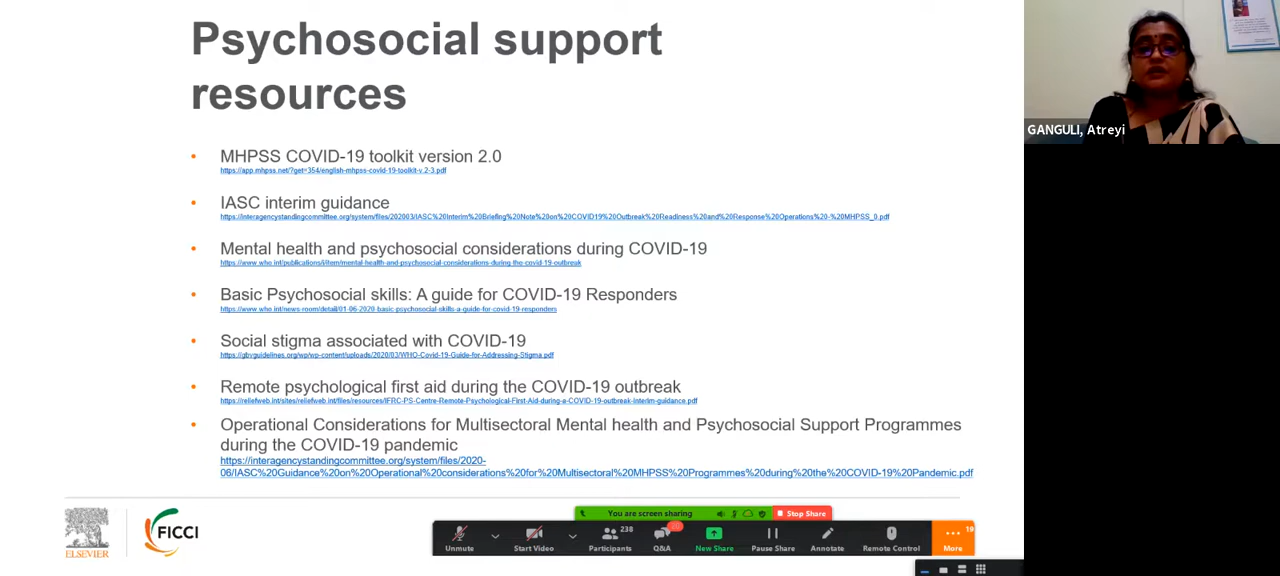 Psychosocial support
resources
• MHPSS COVID-19 toolkit version 2.0
https://app.mhpss.net/?get=354/english-mhpss-covid-19-toolkit-v.2-3.pdf
• IASC interim guidance
https://interagencystandingcommittee.org/system/files/202003/IASC%20Interim%20Briefing%20Note%20on%20COVID19%20Outbreak%20Readiness%20and%20Response%20Operations%20-%20MHPSS_0.pdf
• Mental health and psychosocial considerations during COVID-19
https://www.who.int/publications/i/item/mental-health-and-psychosocial-considerations-during-the-covid-19-outbreak
• Basic Psychosocial skills: A guide for COVID-19 Responders
https://www.who.int/news-room/detail/01-06-2020-basic-psychosocial-skills-a-guide-for-covid-19-responders
• Social stigma associated with COVID-19
https://gbvguidelines.org/wp/wp-content/uploads/2020/03/WHO-Covid-19-Guide-for-Addressing-Stigma.pdf
• Remote psychological first aid during the COVID-19 outbreak
https://reliefweb.int/sites/reliefweb.int/files/resources/IFRC-PS-Centre-Remote-Psychological-First-Aid-during-a-COVID-19-outbreak-Interim-guidance.pdf
• Operational Considerations for Multisectoral Mental health and Psychosocial Support Programmes
during the COVID-19 pandemic
https://interagencystandingcommittee.org/system/files/2020-
06/IASC%20Guidance%20on%20Operational%20considerations%20for%20Multisectoral%20MHPSS%20Programmes%20during%20the%20COVID-19%20Pandemic.pdf
ELSEVIER
FICCI
You are screen sharing
Stop Share
238
20
19
Unmute
Start Video
Participants
Q&A
New Share
Pause Share
Annotate
Remote Control
More
GANGULI, Atreyi